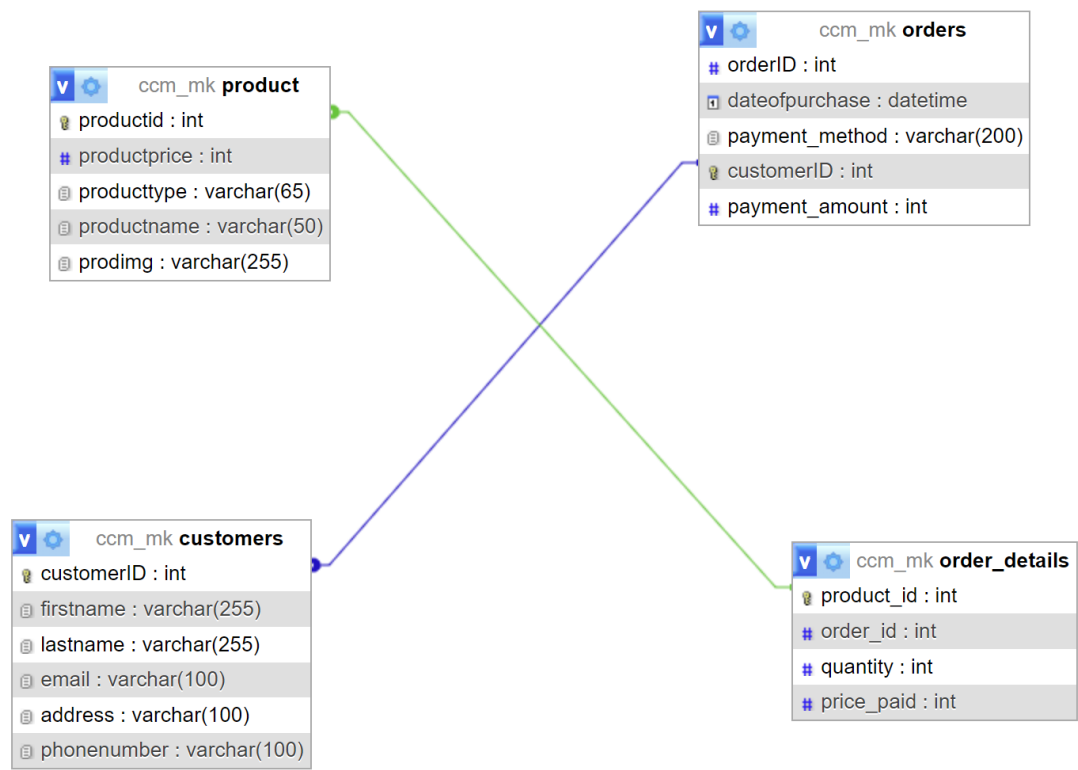 v ccm_mk product
productid : int
productprice : int
producttype : varchar(65)
productname : varchar(50)
prodimg : varchar(255)
v ccm_mk orders
orderID : int
dateofpurchase : datetime
payment_method : varchar(200)
customerID : int
payment_amount : int
v ccm_mk customers
customerID : int
firstname : varchar(255)
lastname : varchar(255)
email : varchar(100)
address : varchar(100)
phonenumber : varchar(100)
v ccm_mk order_details
product_id : int
# order_id : int
# quantity : int
# price_paid : int